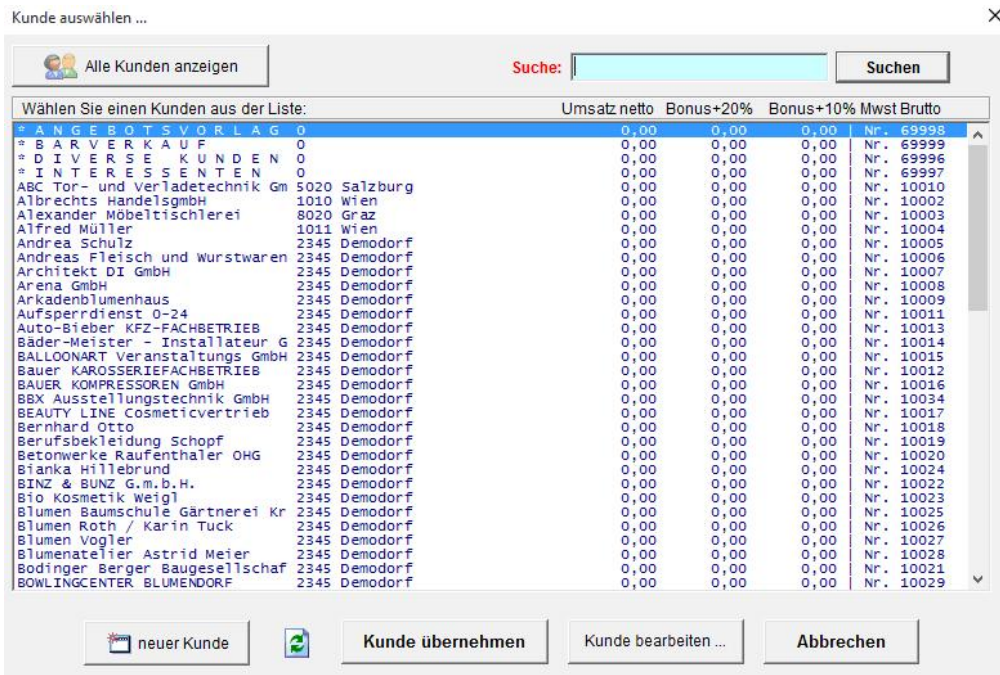 Kunde auswählen ...
Alle Kunden anzeigen Suche: Suchen
Wählen Sie einen Kunden aus der Liste: Umsatz netto Bonus+20% Bonus+10% Mwst Brutto
* A N G E B O T S V O R L A G 0 0,00 0,00 0,00 | Nr. 69998
* B A R V E R K A U F 0 0,00 0,00 0,00 | Nr. 69999
* D I V E R S E K U N D E N 0 0,00 0,00 0,00 | Nr. 69996
* I N T E R E S S E N T E N 0 0,00 0,00 0,00 | Nr. 69997
ABC Tor- und Verladetechnik Gm 5020 Salzburg 0,00 0,00 0,00 | Nr. 10010
Albrechts HandelsgmbH 1010 Wien 0,00 0,00 0,00 | Nr. 10002
Alexander Möbeltischlerei 8020 Graz 0,00 0,00 0,00 | Nr. 10003
Alfred Müller 1011 Wien 0,00 0,00 0,00 | Nr. 10004
Andrea Schulz 2345 Demodorf 0,00 0,00 0,00 | Nr. 10005
Andreas Fleisch und Wurstwaren 2345 Demodorf 0,00 0,00 0,00 | Nr. 10006
Architekt DI GmbH 2345 Demodorf 0,00 0,00 0,00 | Nr. 10007
Arena GmbH 2345 Demodorf 0,00 0,00 0,00 | Nr. 10008
Arkadenblumenhaus 2345 Demodorf 0,00 0,00 0,00 | Nr. 10009
Aufsperrdienst 0-24 2345 Demodorf 0,00 0,00 0,00 | Nr. 10011
Auto-Bieber KFZ-FACHBETRIEB 2345 Demodorf 0,00 0,00 0,00 | Nr. 10013
Bäder-Meister - Installateur G 2345 Demodorf 0,00 0,00 0,00 | Nr. 10014
BALLOONART Veranstaltungs GmbH 2345 Demodorf 0,00 0,00 0,00 | Nr. 10015
Bauer KAROSSERIEFACHBETRIEB 2345 Demodorf 0,00 0,00 0,00 | Nr. 10012
BAUER KOMPRESSOREN GmbH 2345 Demodorf 0,00 0,00 0,00 | Nr. 10016
BBX Ausstellungstechnik GmbH 2345 Demodorf 0,00 0,00 0,00 | Nr. 10034
BEAUTY LINE Cosmeticvertrieb 2345 Demodorf 0,00 0,00 0,00 | Nr. 10017
Bernhard Otto 2345 Demodorf 0,00 0,00 0,00 | Nr. 10018
Berufsbekleidung Schopf 2345 Demodorf 0,00 0,00 0,00 | Nr. 10019
Betonwerke Raufenthaler OHG 2345 Demodorf 0,00 0,00 0,00 | Nr. 10020
Bianka Hillebrund 2345 Demodorf 0,00 0,00 0,00 | Nr. 10024
BINZ & BUNZ G.m.b.H. 2345 Demodorf 0,00 0,00 0,00 | Nr. 10022
Bio Kosmetik Weigl 2345 Demodorf 0,00 0,00 0,00 | Nr. 10023
Blumen Baumschule Gärtnerei Kr 2345 Demodorf 0,00 0,00 0,00 | Nr. 10025
Blumen Roth / Karin Tuck 2345 Demodorf 0,00 0,00 0,00 | Nr. 10026
Blumen Vogler 2345 Demodorf 0,00 0,00 0,00 | Nr. 10027
Blumenatelier Astrid Meier 2345 Demodorf 0,00 0,00 0,00 | Nr. 10028
Bodinger Berger Baugesellschaf 2345 Demodorf 0,00 0,00 0,00 | Nr. 10021
BOWLINGCENTER BLUMENDORF 2345 Demodorf 0,00 0,00 0,00 | Nr. 10029
neuer Kunde Kunde übernehmen Kunde bearbeiten ... Abbrechen